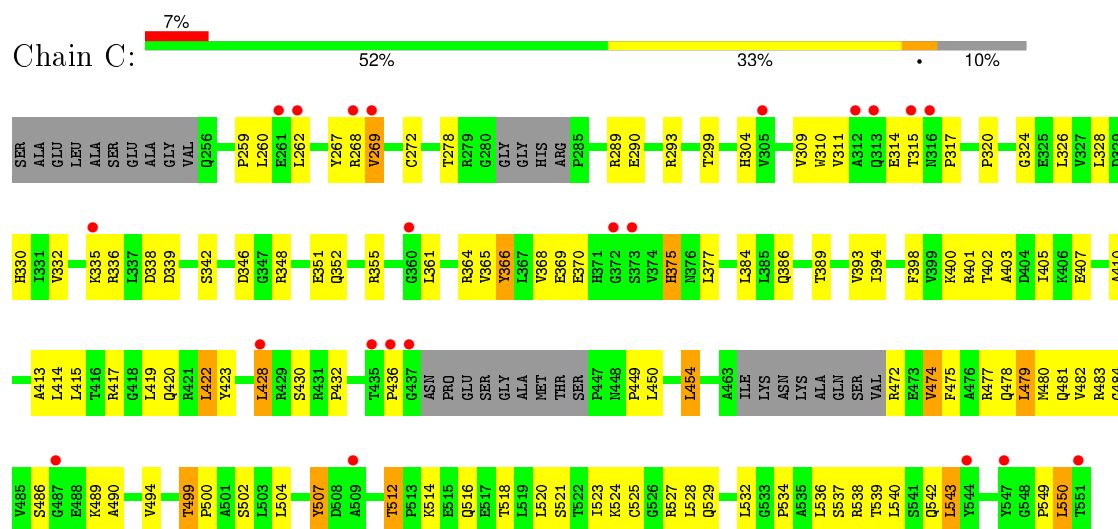 7%
Chain C:
52% 33% • 10%
SER ALA GLU LEU ALA SER GLU ALA GLY VAL Q256 P259 L260 E261 L262 Y267 R268 V269 C272 T278 R279 G280 GLY GLY HIS ARG P285 R289 E290 R293 T299 H304 V305 V309 W310 V311 A312 Q313 E314 T315 N316 P317 P320 G324 E325 L326 V327 L328
H330 I331 V332 K335 R336 L337 D338 D339 S342 D346 G347 R348 E351 Q352 R355 G360 L361 R364 V365 Y366 L367 V368 E369 E370 H371 G372 S373 V374 H375 N376 L377 L384 L385 Q386 T389 V393 I394 F398 V399 K400 R401 T402 A403 D404 I405 K406 E407 A410
A413 L414 L415 T416 R417 G418 L419 Q420 R421 L422 Y423 L428 R429 S430 R431 P432 T435 P436 G437 ASN PRO GLU SER GLY ALA MET THR SER P447 N448 P449 L450 L454 A463 ILE LYS ASN LYS ALA GLN SER VAL R472 E473 V474 F475 A476 R477 Q478 L479 M480 Q481 V482 R483 G484
V485 S486 G487 E488 K489 A490 V494 T499 P500 A501 S502 L503 L504 Y507 D508 A509 T512 P513 K514 E515 Q516 E517 T518 L519 L520 S521 T522 I523 K524 C525 G526 R527 L528 Q529 L532 G533 P534 A535 L536 S537 R538 T539 L540 S541 Q542 L543 Y544 Y547 G548 P549 L550 T551